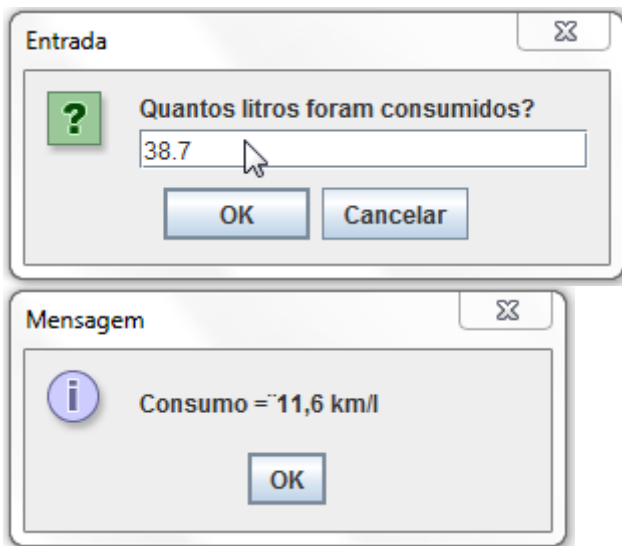 Entrada
Quantos litros foram consumidos?
38.7
OK Cancelar
Mensagem
Consumo =¨11,6 km/l
OK